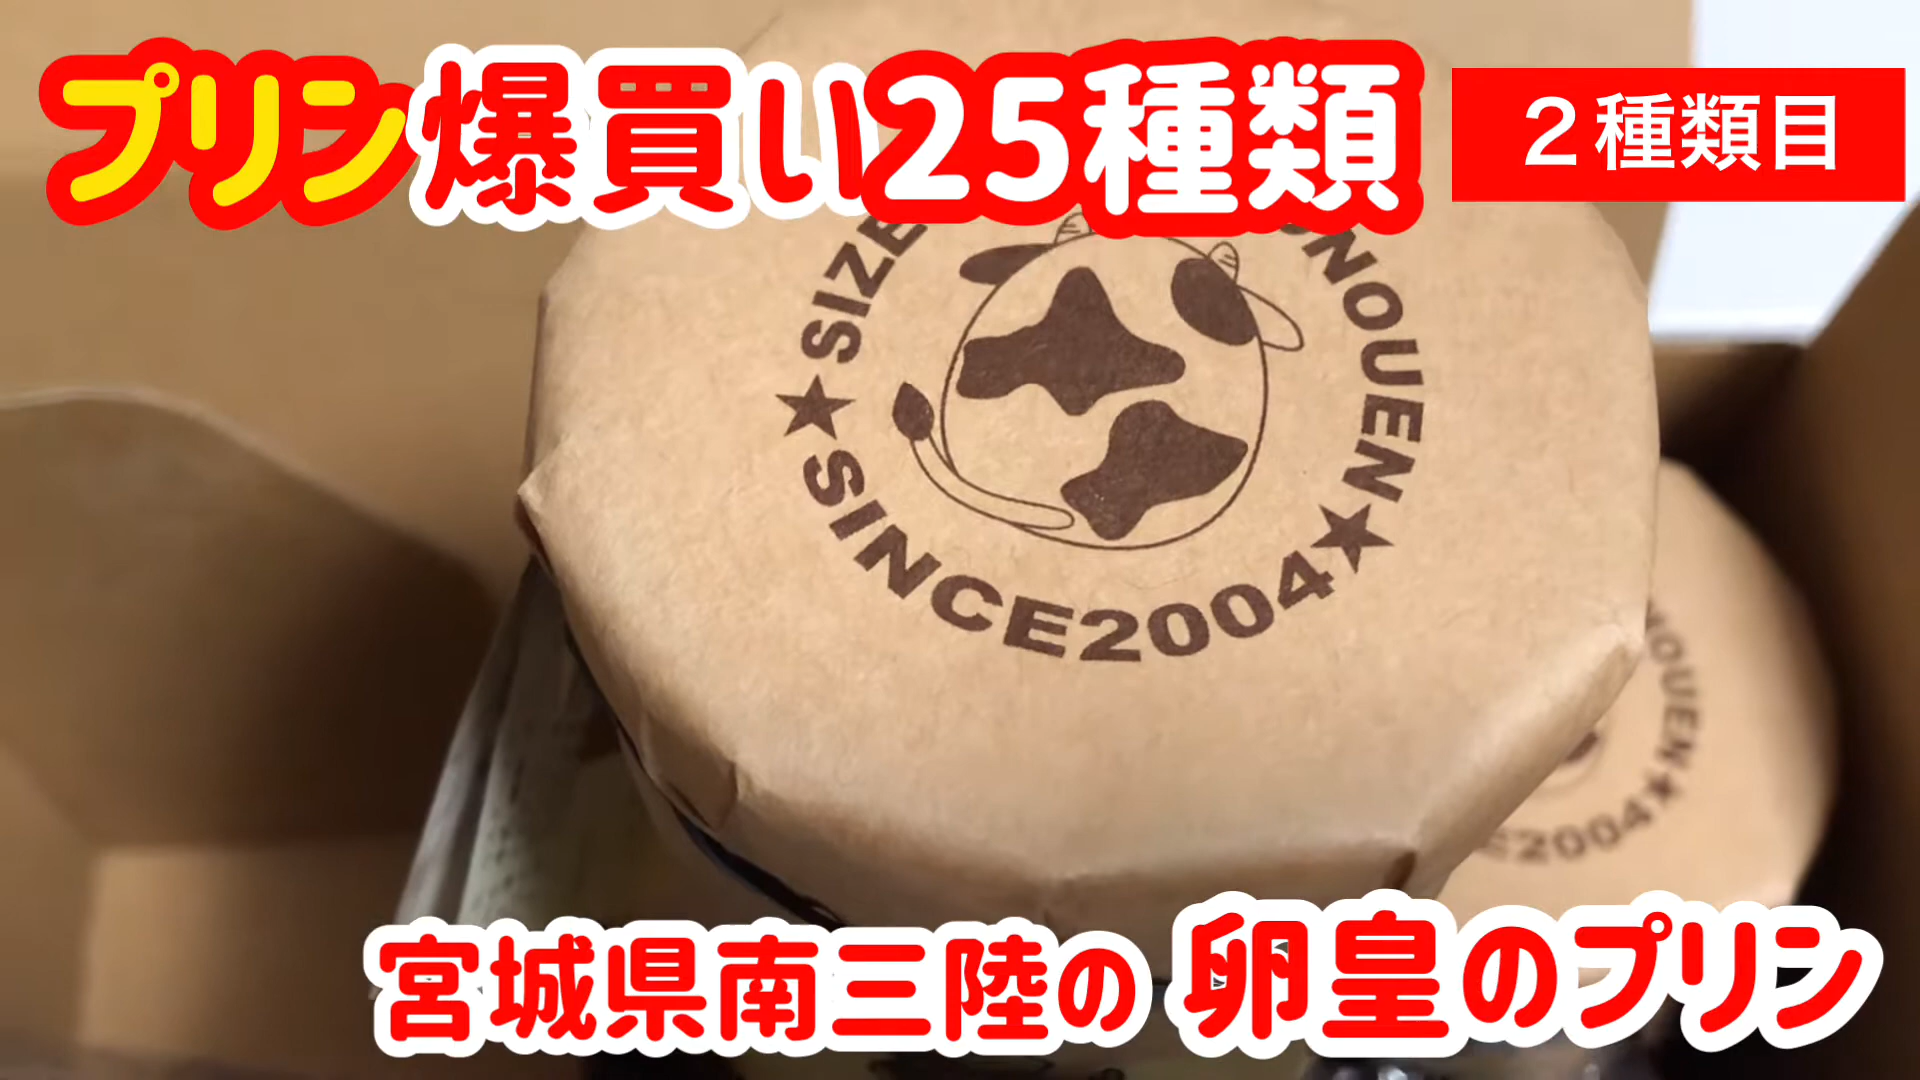 プリン爆買い25種類
２種類目
★SIZE
NOUEN★
SINCE2004
NOUEN★
E2004
宮城県南三陸の 卵皇のプリン